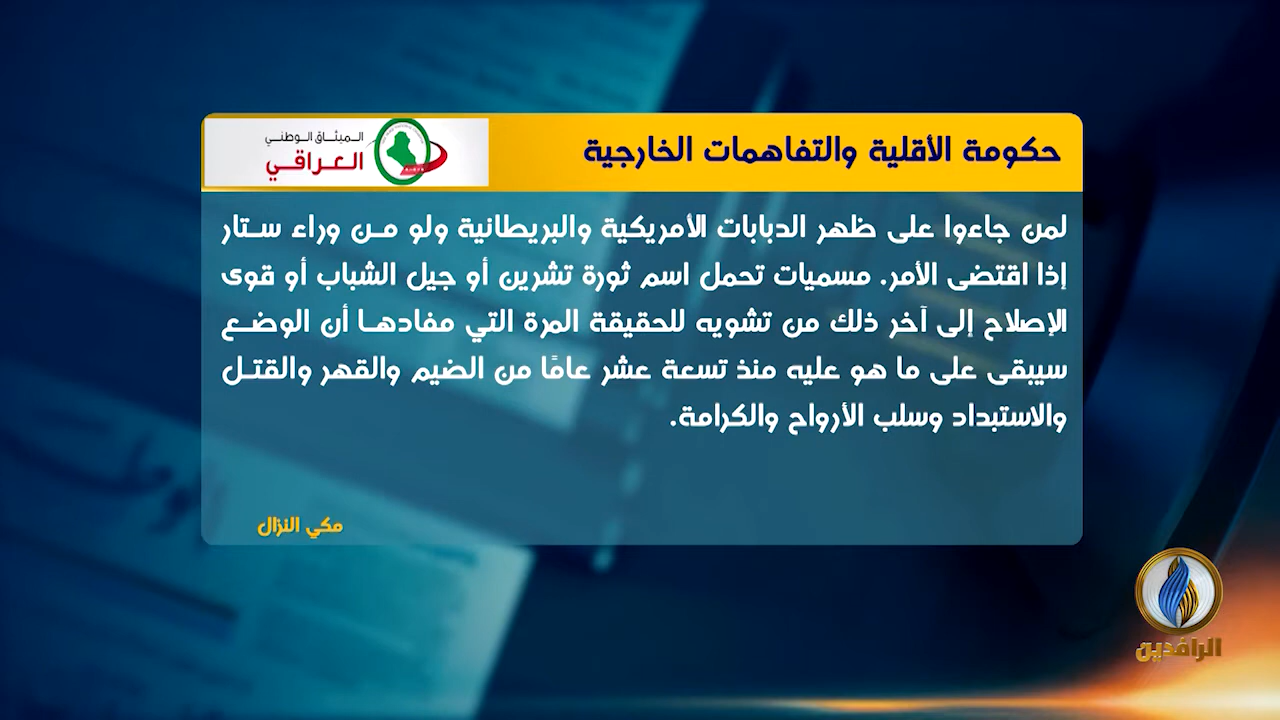 حكومة الأقلية والتفاهمات الخارجية
الميثاق الوطني
العراقي
لمن جاءوا على ظهر الدبابات الأمريكية والبريطانية ولو من وراء ستار
إذا اقتضى الأمر. مسميات تحمل اسم ثورة تشرين أو جيل الشباب أو قوى
الإصلاح إلى آخر ذلك من تشويه للحقيقة المرة التي مفادها أن الوضع
سيبقى على ما هو عليه منذ تسعة عشر عامًا من الضيم والقهر والقتل
والاستبداد وسلب الأرواح والكرامة.
مكي النزال
الرافدين